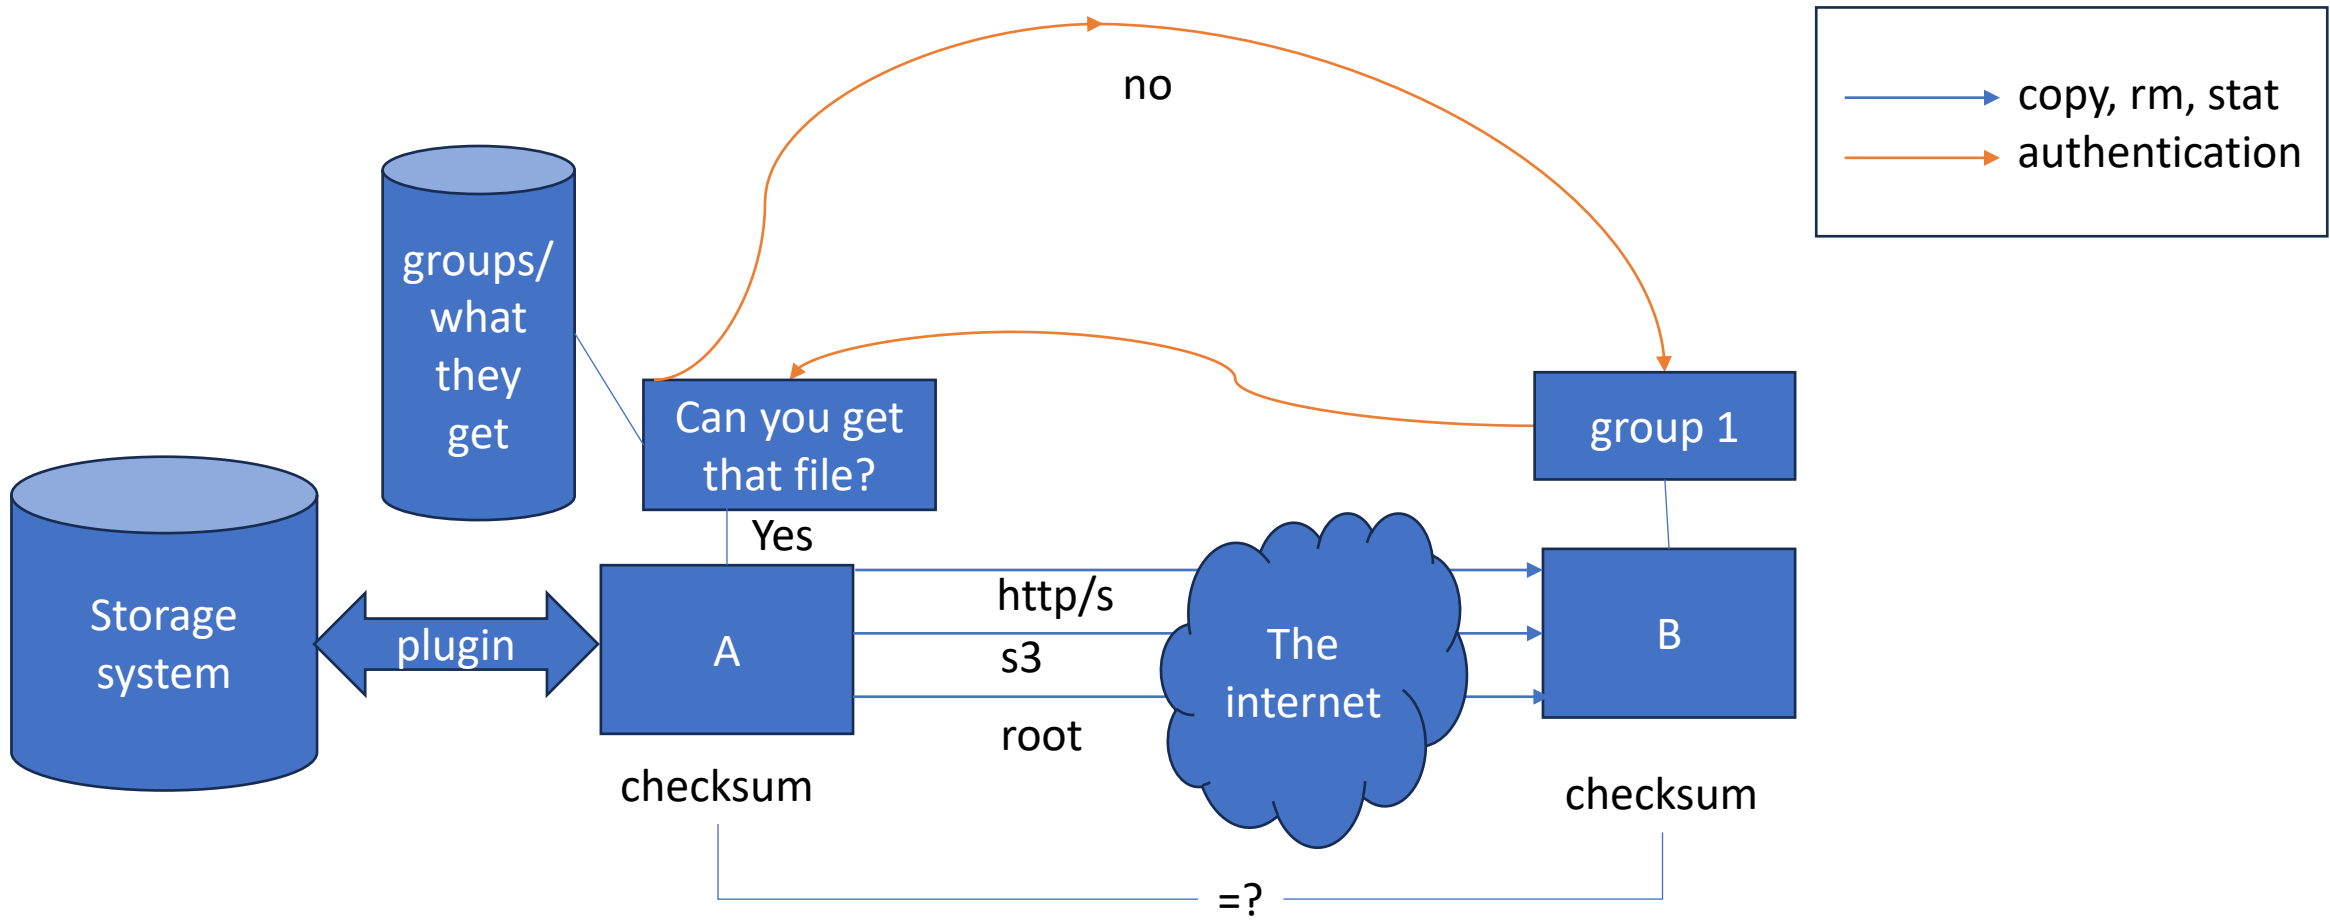 no
copy, rm, stat
authentication
groups/
what
they
get
Can you get
that file?
group 1
Yes
Storage
system
plugin
A
http/s
s3
root
The
internet
B
checksum
checksum
=?